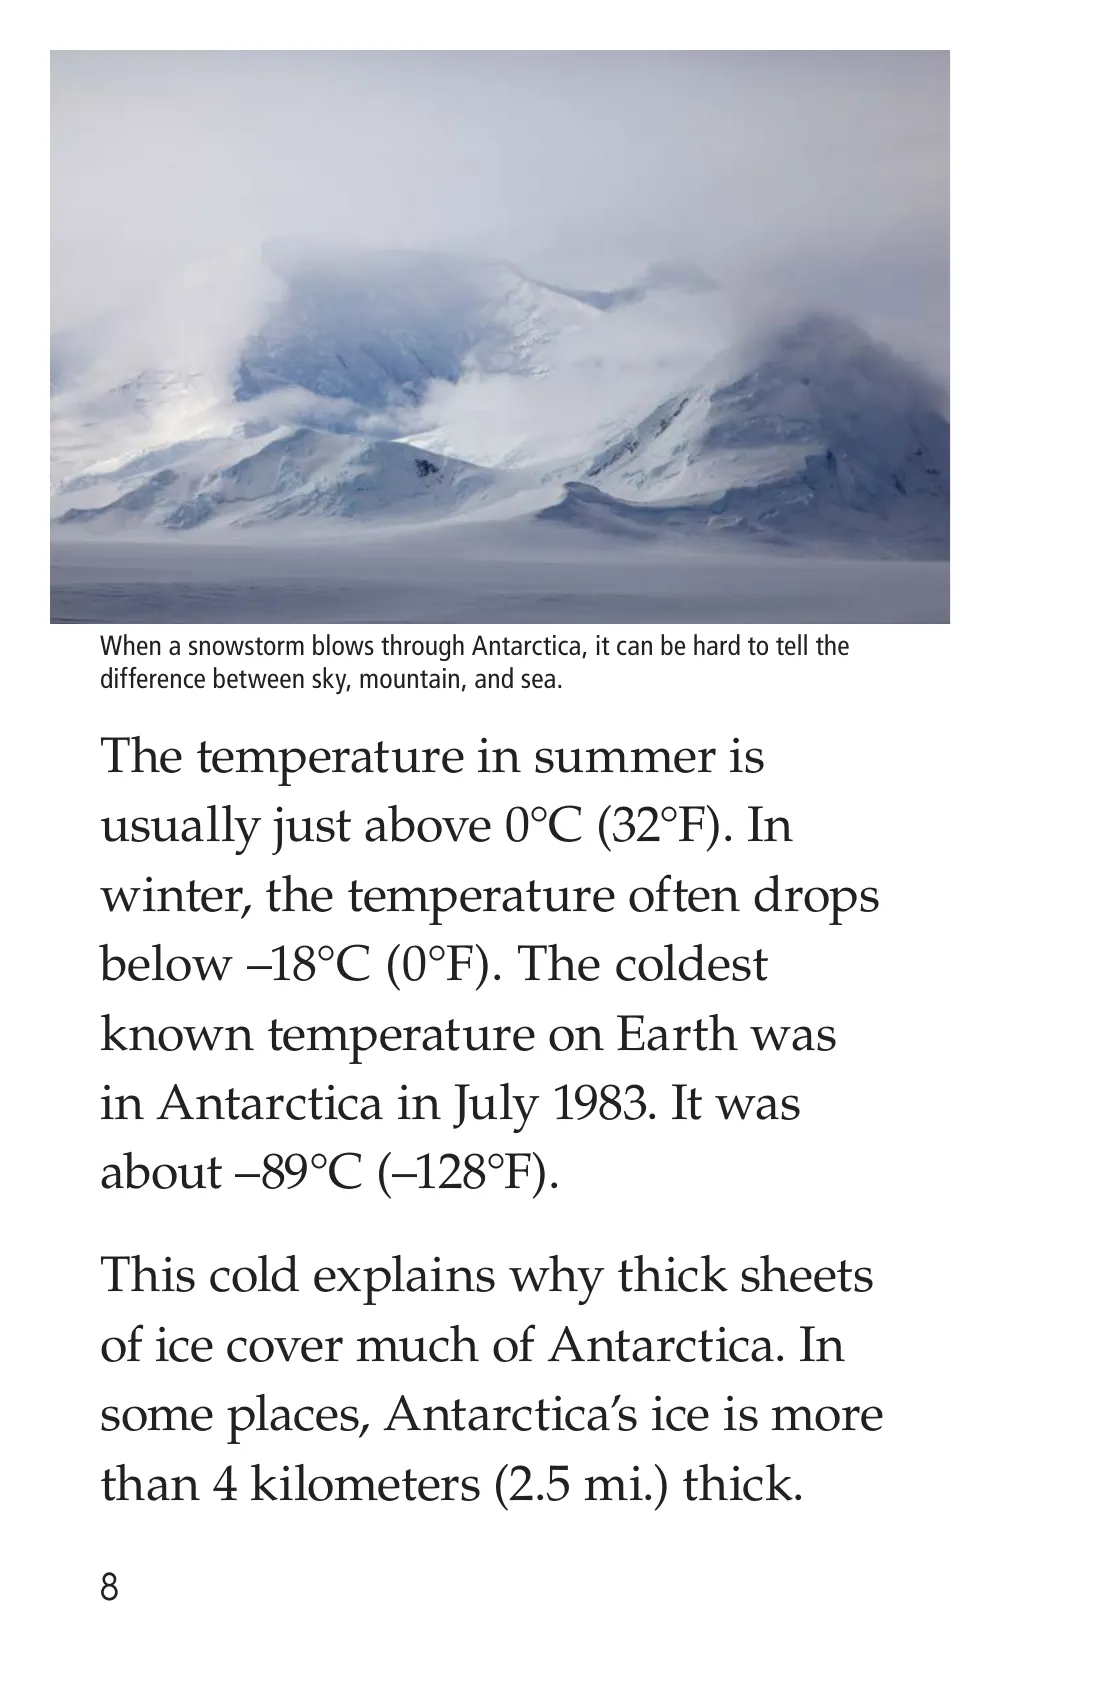 When a snowstorm blows through Antarctica, it can be hard to tell the
difference between sky, mountain, and sea.
The temperature in summer is
usually just above 0°C (32°F). In
winter, the temperature often drops
below –18°C (0°F). The coldest
known temperature on Earth was
in Antarctica in July 1983. It was
about –89°C (–128°F).
This cold explains why thick sheets
of ice cover much of Antarctica. In
some places, Antarctica’s ice is more
than 4 kilometers (2.5 mi.) thick.
8